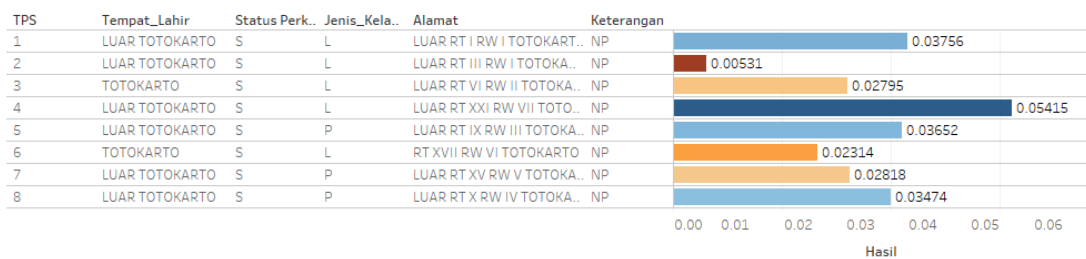 TPS Tempat_Lahir Status Perk.. Jenis_Kela.. Alamat Keterangan
1 LUAR TOTOKARTO S L LUAR RT I RW I TOTOKART.. NP 0.03756
2 LUAR TOTOKARTO S L LUAR RT III RW I TOTOKA.. NP 0.00531
3 TOTOKARTO S L LUAR RT VI RW II TOTOKA.. NP 0.02795
4 LUAR TOTOKARTO S L LUAR RT XXI RW VII TOTO.. NP 0.05415
5 LUAR TOTOKARTO S P LUAR RT IX RW III TOTOKA.. NP 0.03652
6 TOTOKARTO S L RT XVII RW VI TOTOKARTO NP 0.02314
7 LUAR TOTOKARTO S P LUAR RT XV RW V TOTOKA.. NP 0.02818
8 LUAR TOTOKARTO S P LUAR RT X RW IV TOTOKA.. NP 0.03474
0.00 0.01 0.02 0.03 0.04 0.05 0.06
Hasil